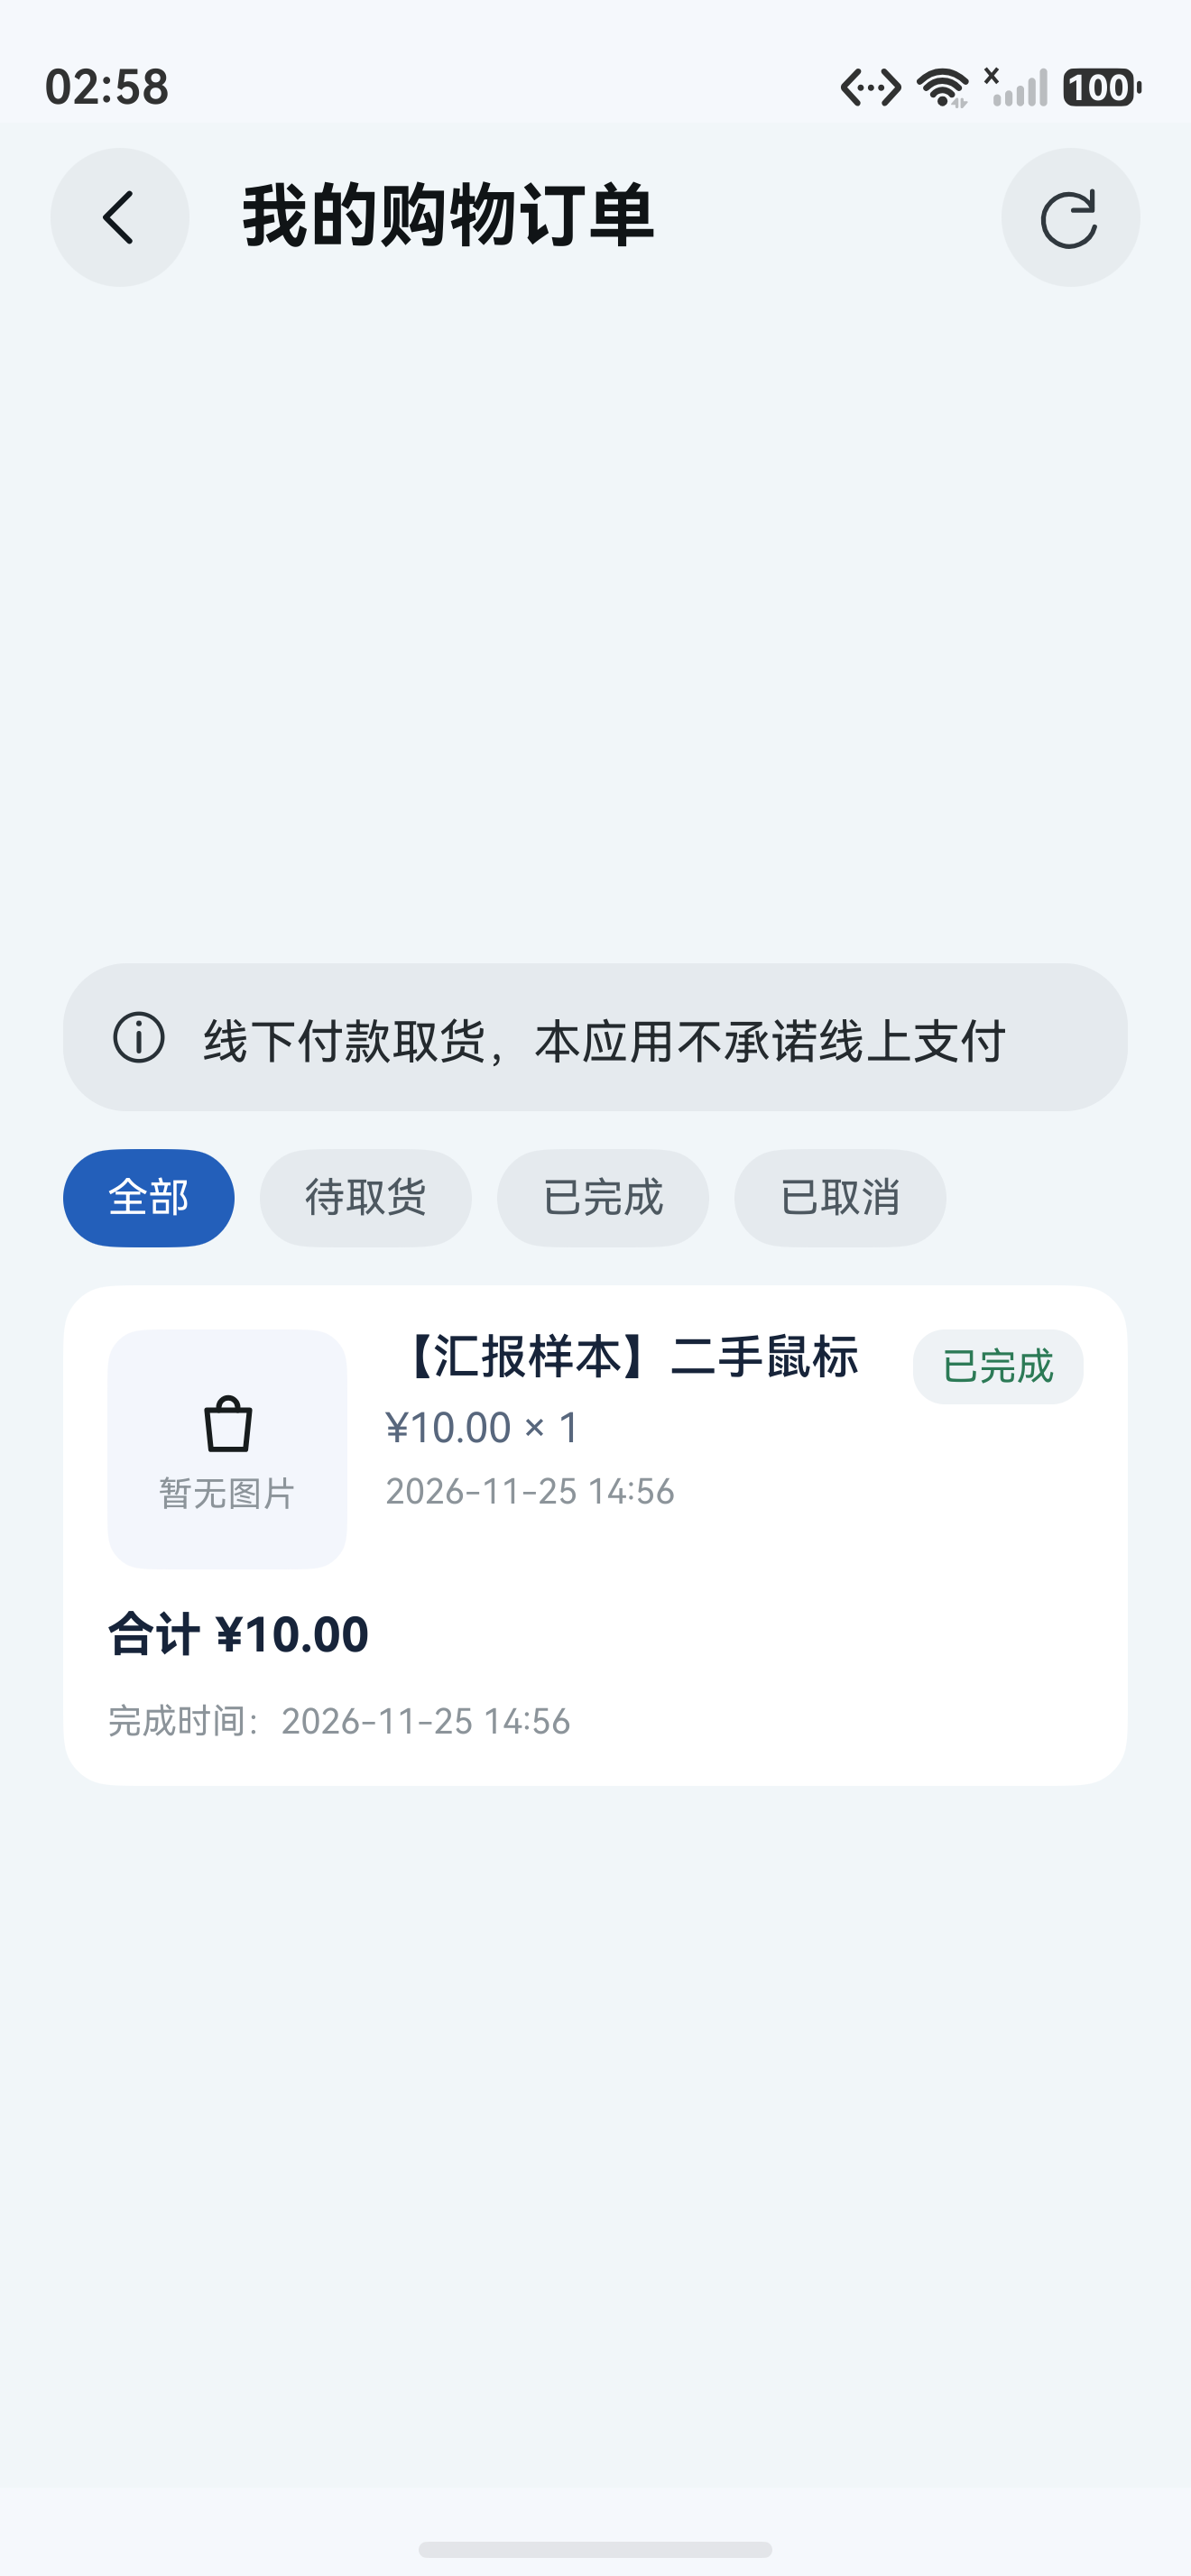 02:58
100
我的购物订单
线下付款取货，本应用不承诺线上支付
全部 待取货 已完成 已取消
【汇报样本】二手鼠标
已完成
¥10.00 × 1
2026-11-25 14:56
暂无图片
合计 ¥10.00
完成时间：2026-11-25 14:56